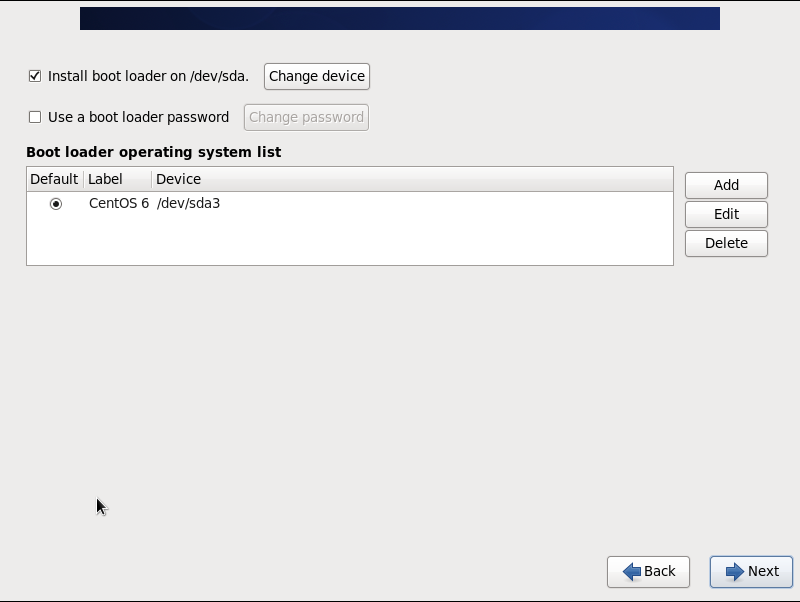 Install boot loader on /dev/sda. Change device
Use a boot loader password Change password
Boot loader operating system list
Default Label Device
CentOS 6 /dev/sda3
Add
Edit
Delete
Back Next